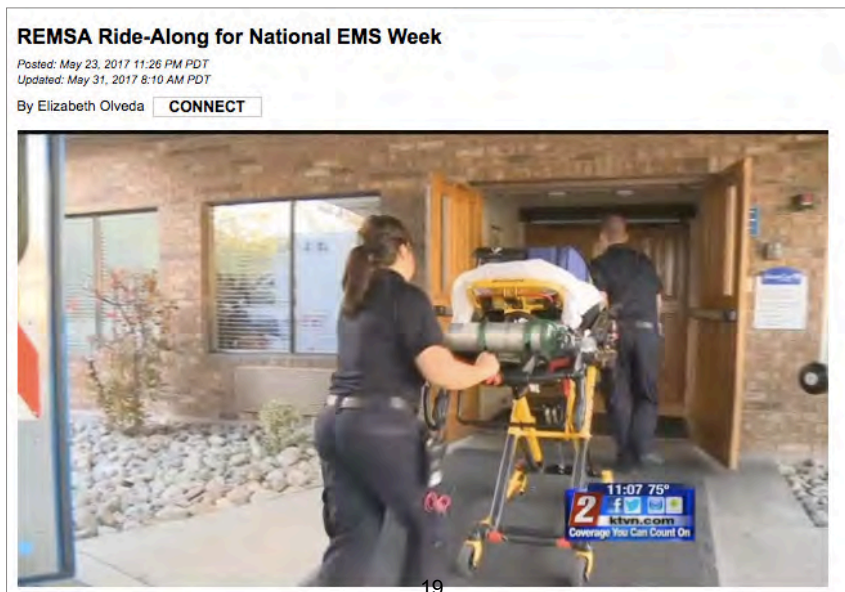 REMSA Ride-Along for National EMS Week
Posted: May 23, 2017 11:26 PM PDT
Updated: May 31, 2017 8:10 AM PDT
By Elizabeth Olveda CONNECT
11:07 75°
2
ktvn.com
Coverage You Can Count On
19